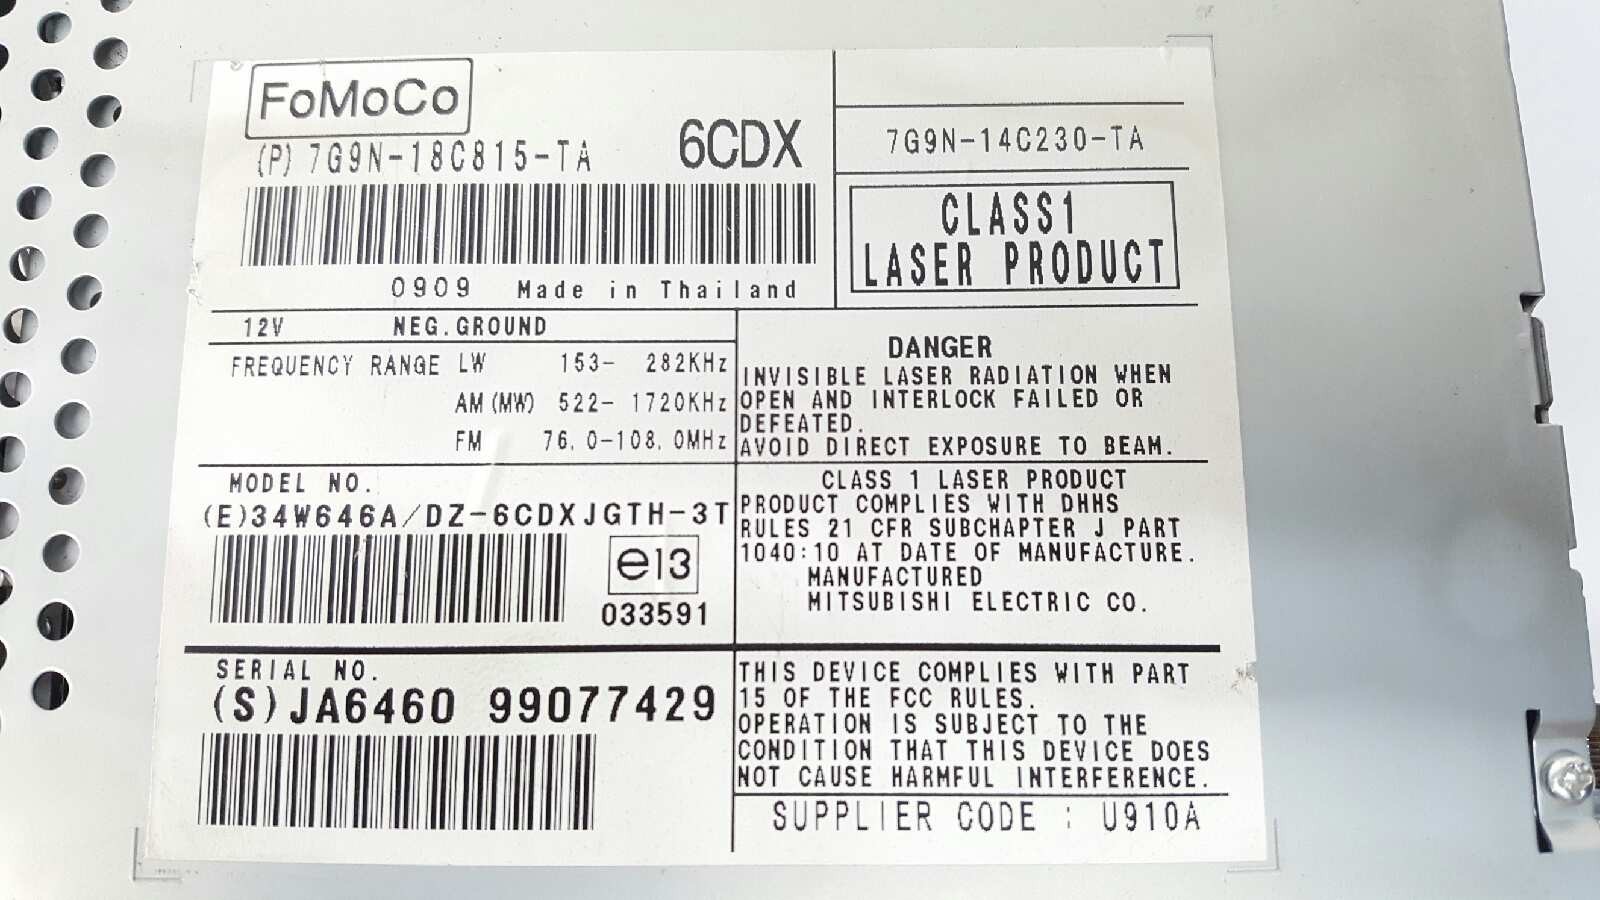 FoMoCo
(P) 7G9N-18C815-TA
6CDX
0909 Made in Thailand
7G9N-14C230-TA
CLASS1
LASER PRODUCT
12V NEG.GROUND
FREQUENCY RANGE LW 153- 282KHz
AM (MW) 522- 1720KHz
FM 76.0-108.0MHz
DANGER
INVISIBLE LASER RADIATION WHEN
OPEN AND INTERLOCK FAILED OR
DEFEATED.
AVOID DIRECT EXPOSURE TO BEAM.
MODEL NO.
(E)34W646A/DZ-6CDXJGTH-3T
e13
033591
CLASS 1 LASER PRODUCT
PRODUCT COMPLIES WITH DHHS
RULES 21 CFR SUBCHAPTER J PART
1040:10 AT DATE OF MANUFACTURE.
MANUFACTURED
MITSUBISHI ELECTRIC CO.
SERIAL NO.
(S)JA6460 99077429
THIS DEVICE COMPLIES WITH PART
15 OF THE FCC RULES.
OPERATION IS SUBJECT TO THE
CONDITION THAT THIS DEVICE DOES
NOT CAUSE HARMFUL INTERFERENCE.
SUPPLIER CODE : U910A